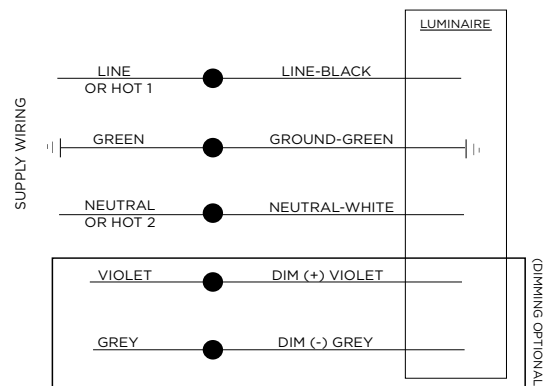 LUMINAIRE
SUPPLY WIRING
LINE
OR HOT 1
LINE-BLACK
GREEN
GROUND-GREEN
NEUTRAL
OR HOT 2
NEUTRAL-WHITE
VIOLET
DIM (+) VIOLET
GREY
DIM (-) GREY
(DIMMING OPTIONAL